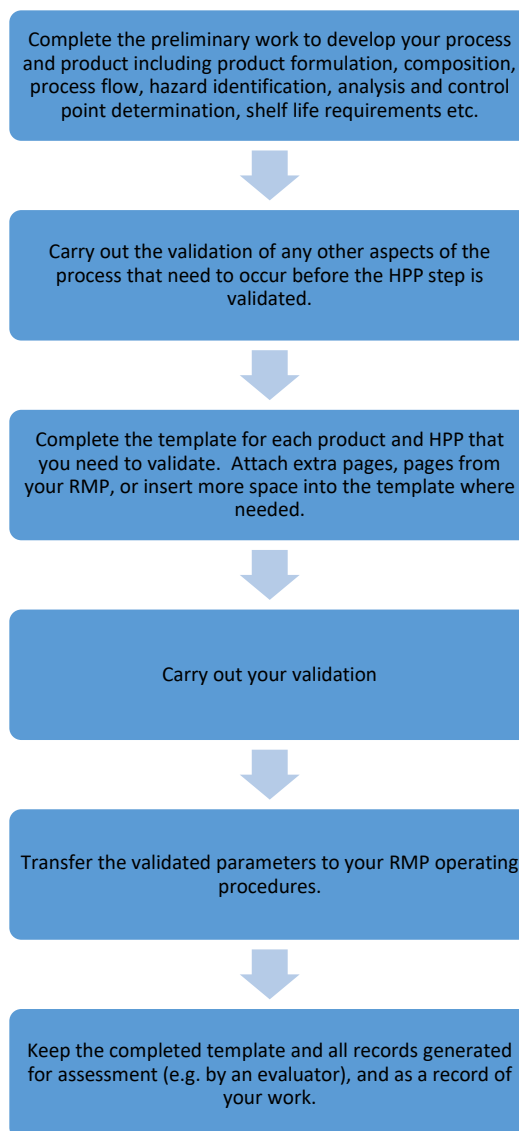 Complete the preliminary work to develop your process
and product including product formulation, composition,
process flow, hazard identification, analysis and control
point determination, shelf life requirements etc.
Carry out the validation of any other aspects of the
process that need to occur before the HPP step is
validated.
Complete the template for each product and HPP that
you need to validate.  Attach extra pages, pages from
your RMP, or insert more space into the template where
needed.
Carry out your validation
Transfer the validated parameters to your RMP operating
procedures.
Keep the completed template and all records generated
for assessment (e.g. by an evaluator), and as a record of
your work.